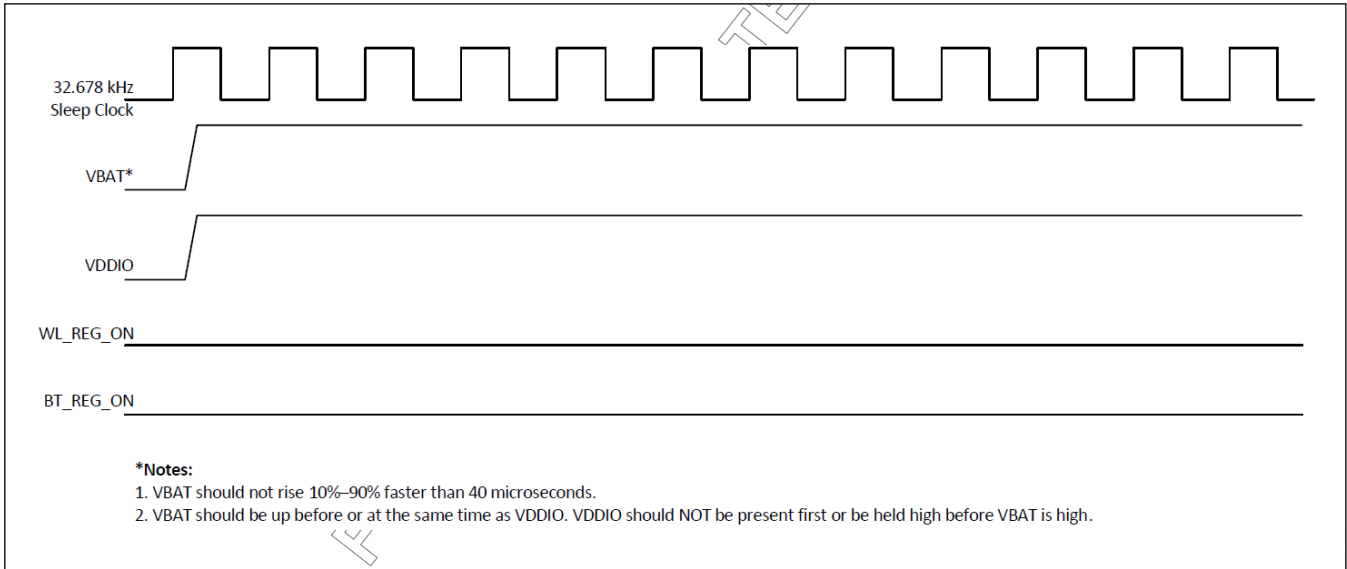 32.678 kHz
Sleep Clock
VBAT*
VDDIO
WL_REG_ON
BT_REG_ON
*Notes:
1. VBAT should not rise 10%–90% faster than 40 microseconds.
2. VBAT should be up before or at the same time as VDDIO. VDDIO should NOT be present first or be held high before VBAT is high.